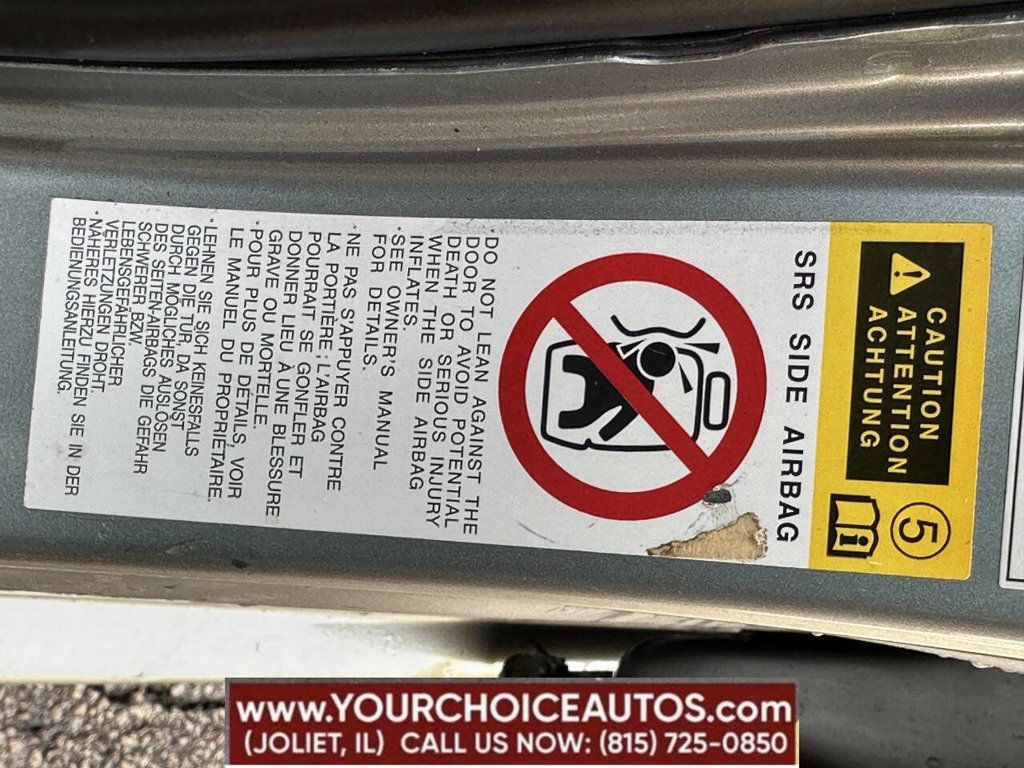 CAUTION
ATTENTION
ACHTUNG
5
i
SRS SIDE AIRBAG
DO NOT LEAN AGAINST THE
DOOR TO AVOID POTENTIAL
DEATH OR SERIOUS INJURY
WHEN THE SIDE AIRBAG
INFLATES.
·SEE OWNER'S MANUAL
FOR DETAILS.
·NE PAS S'APPUYER CONTRE
LA PORTIÈRE ; L'AIRBAG
POURRAIT SE GONFLER ET
DONNER LIEU À UNE BLESSURE
GRAVE OU MORTELLE.
·POUR PLUS DE DÉTAILS, VOIR
LE MANUEL DU PROPRIÉTAIRE.
·LEHNEN SIE SICH KEINESFALLS
GEGEN DIE TÜR, DA SONST
DURCH MÖGLICHES AUSLÖSEN
DES SEITEN-AIRBAGS DIE GEFAHR
SCHWERER BZW.
LEBENSGEFÄHRLICHER
VERLETZUNGEN DROHT.
·NÄHERES HIERZU FINDEN SIE IN DER
BEDIENUNGSANLEITUNG.
www.YOURCHOICEAUTOS.com
(JOLIET, IL) CALL US NOW: (815) 725-0850